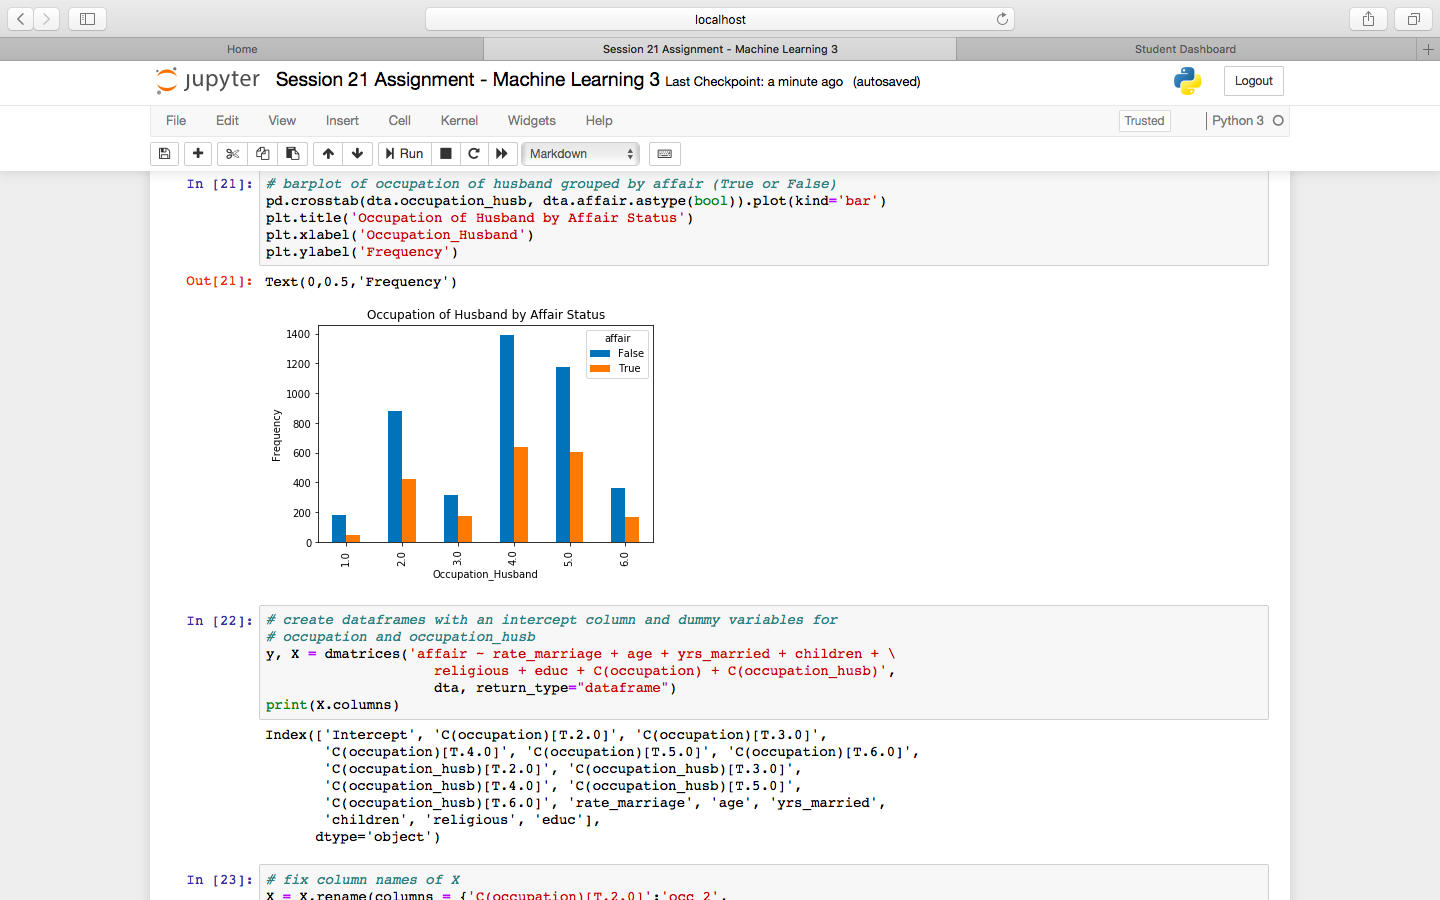 localhost
Home
Session 21 Assignment - Machine Learning 3
Student Dashboard
jupyter Session 21 Assignment - Machine Learning 3 Last Checkpoint: a minute ago (autosaved)
Logout
File Edit View Insert Cell Kernel Widgets Help
Trusted
Python 3
Run
Markdown
In [21]: # barplot of occupation of husband grouped by affair (True or False)
pd.crosstab(dta.occupation_husb, dta.affair.astype(bool)).plot(kind='bar')
plt.title('Occupation of Husband by Affair Status')
plt.xlabel('Occupation_Husband')
plt.ylabel('Frequency')
Out[21]: Text(0,0.5,'Frequency')
Occupation of Husband by Affair Status
affair
False
True
1400
1200
1000
800
600
400
200
0
Frequency
1.0 2.0 3.0 4.0 5.0 6.0
Occupation_Husband
In [22]: # create dataframes with an intercept column and dummy variables for
# occupation and occupation_husb
y, X = dmatrices('affair ~ rate_marriage + age + yrs_married + children + \
religious + educ + C(occupation) + C(occupation_husb)',
dta, return_type="dataframe")
print(X.columns)
Index(['Intercept', 'C(occupation)[T.2.0]', 'C(occupation)[T.3.0]',
'C(occupation)[T.4.0]', 'C(occupation)[T.5.0]', 'C(occupation)[T.6.0]',
'C(occupation_husb)[T.2.0]', 'C(occupation_husb)[T.3.0]',
'C(occupation_husb)[T.4.0]', 'C(occupation_husb)[T.5.0]',
'C(occupation_husb)[T.6.0]', 'rate_marriage', 'age', 'yrs_married',
'children', 'religious', 'educ'],
dtype='object')
In [23]: # fix column names of X
X = X.rename(columns = {'C(occupation)[T.2.0]':'occ_2',